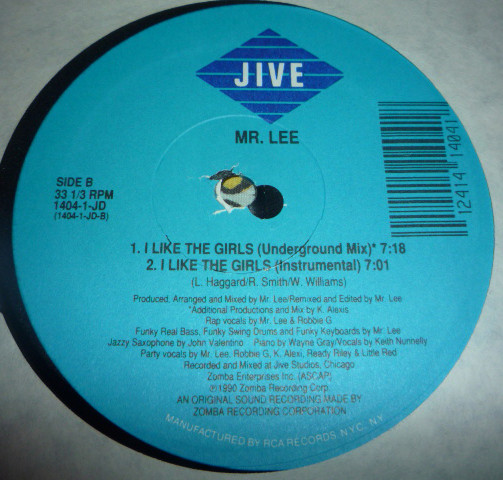 JIVE
MR. LEE
SIDE B
33 1/3 RPM
1404-1-JD
(1404-1-JD-B)
12414 14041
1. I LIKE THE GIRLS (Underground Mix)* 7:18
2. I LIKE THE GIRLS (Instrumental) 7:01
(L. Haggard/R. Smith/W. Williams)
Produced, Arranged and Mixed by Mr. Lee/Remixed and Edited by Mr. Lee
*Additional Productions and Mix by K. Alexis
Rap vocals by Mr. Lee & Robbie G.
Funky Real Bass, Funky Swing Drums and Funky Keyboards by Mr. Lee
Jazzy Saxophone by John Valentino Piano by Wayne Gray/Vocals by Keith Nunnelly
Party vocals by Mr. Lee, Robbie G, K. Alexi, Ready Riley & Little Red
Recorded and Mixed at Jive Studios, Chicago
Zomba Enterprises Inc. (ASCAP)
℗1990 Zomba Recording Corp.
AN ORIGINAL SOUND RECORDING MADE BY
ZOMBA RECORDING CORPORATION
MANUFACTURED BY RCA RECORDS, N.Y.C., N.Y.